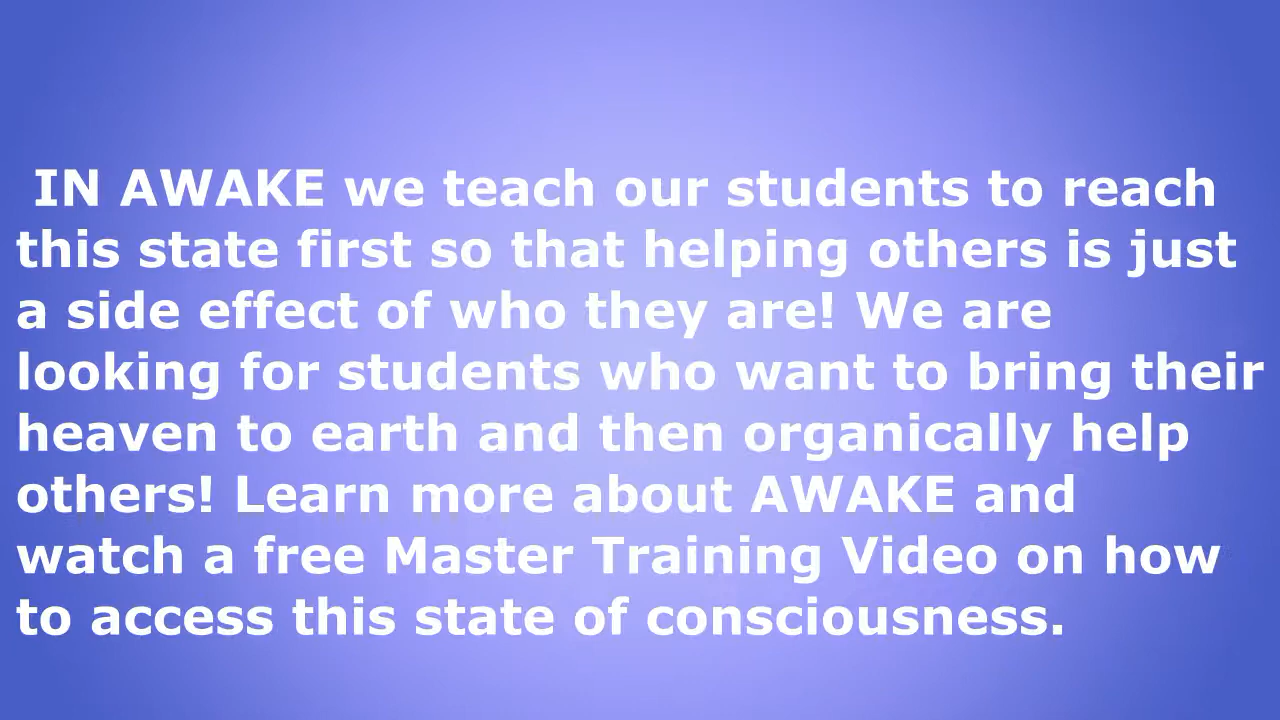 IN AWAKE we teach our students to reach
this state first so that helping others is just
a side effect of who they are! We are
looking for students who want to bring their
heaven to earth and then organically help
others! Learn more about AWAKE and
watch a free Master Training Video on how
to access this state of consciousness.